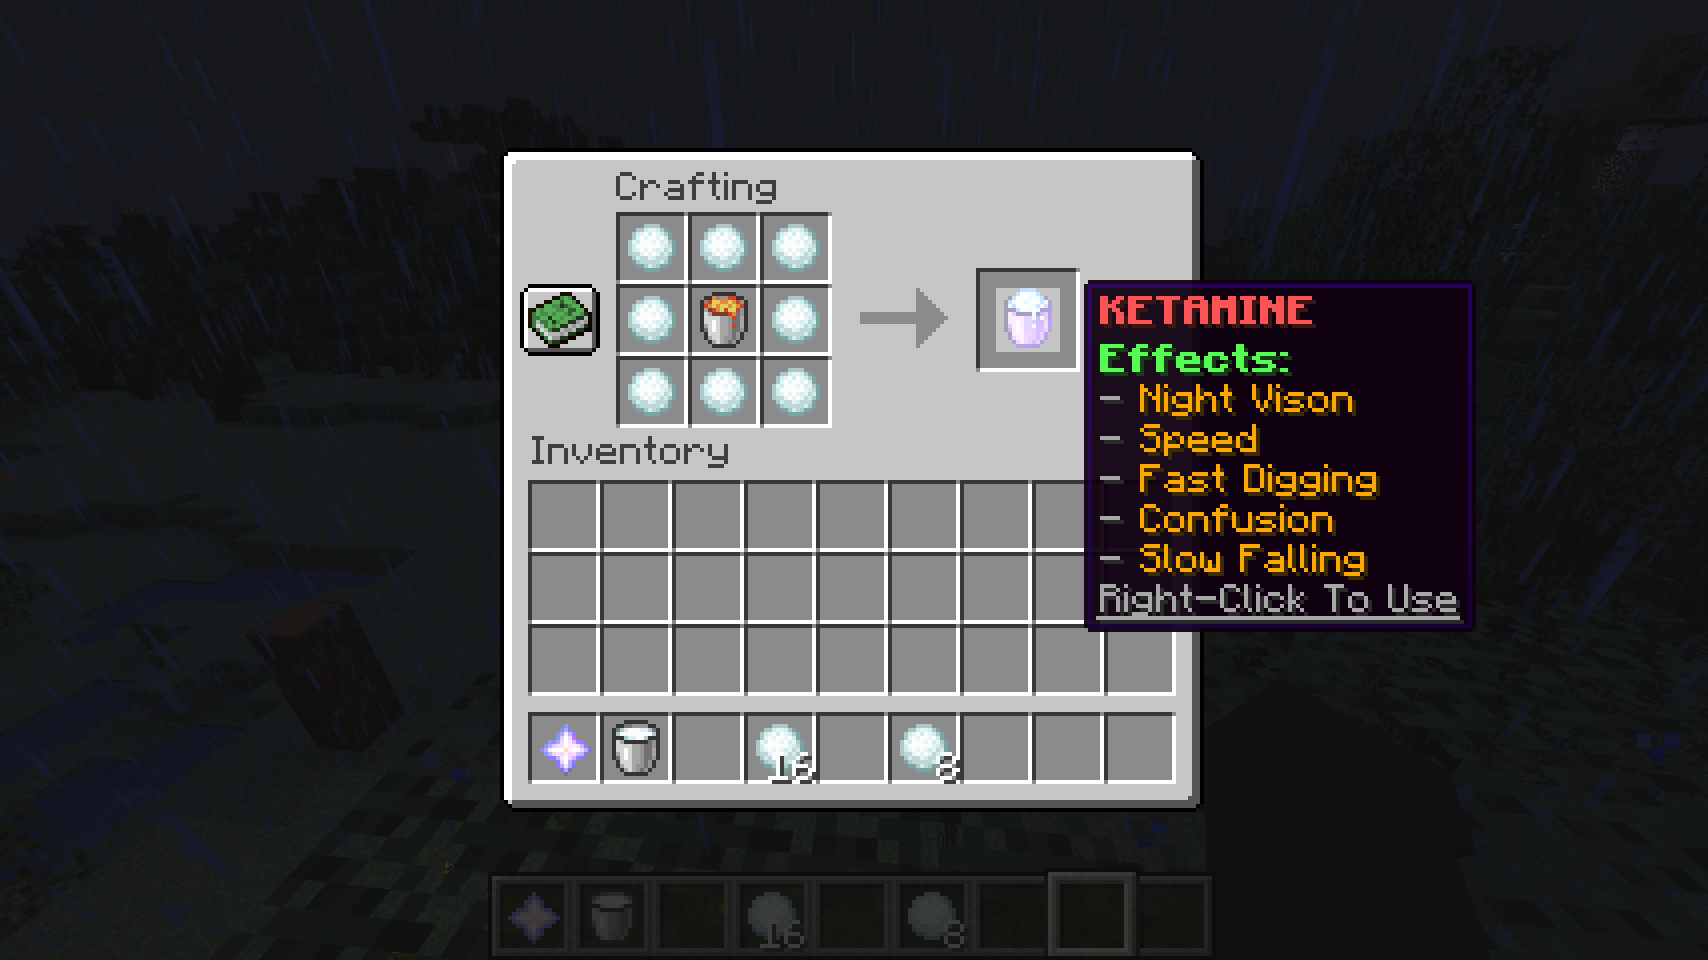 Crafting
KETAMINE
Effects:
- Night Vison
- Speed
- Fast Digging
- Confusion
- Slow Falling
Right-Click To Use
Inventory
16 8
16 8